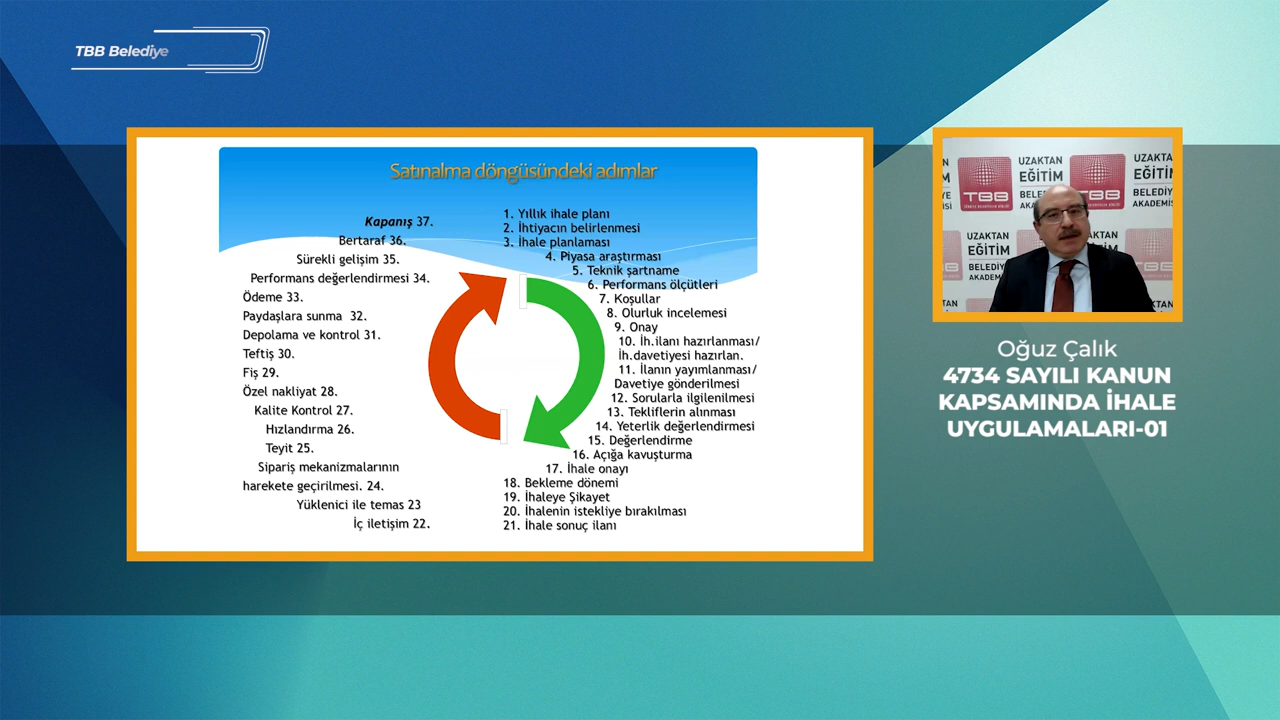 TBB Belediye
Satınalma döngüsündeki adımlar
Kapanış 37.
Bertaraf 36.
Sürekli gelişim 35.
Performans değerlendirmesi 34.
Ödeme 33.
Paydaşlara sunma 32.
Depolama ve kontrol 31.
Teftiş 30.
Fiş 29.
Özel nakliyat 28.
Kalite Kontrol 27.
Hızlandırma 26.
Teyit 25.
Sipariş mekanizmalarının
harekete geçirilmesi. 24.
Yüklenici ile temas 23
İç iletişim 22.
1. Yıllık ihale planı
2. İhtiyacın belirlenmesi
3. İhale planlaması
4. Piyasa araştırması
5. Teknik şartname
6. Performans ölçütleri
7. Koşullar
8. Olurluk incelemesi
9. Onay
10. İh.ilanı hazırlanması/
İh.davetiyesi hazırlan.
11. İlanın yayımlanması/
Davetiye gönderilmesi
12. Sorularla ilgilenilmesi
13. Tekliflerin alınması
14. Yeterlik değerlendirmesi
15. Değerlendirme
16. Açığa kavuşturma
17. İhale onayı
18. Bekleme dönemi
19. İhaleye Şikayet
20. İhalenin istekliye bırakılması
21. İhale sonuç ilanı
UZAKTAN
EĞİTİM
BELEDİYE
AKADEMİSİ
TBB
Oğuz Çalık
4734 SAYILI KANUN
KAPSAMINDA İHALE
UYGULAMALARI-01